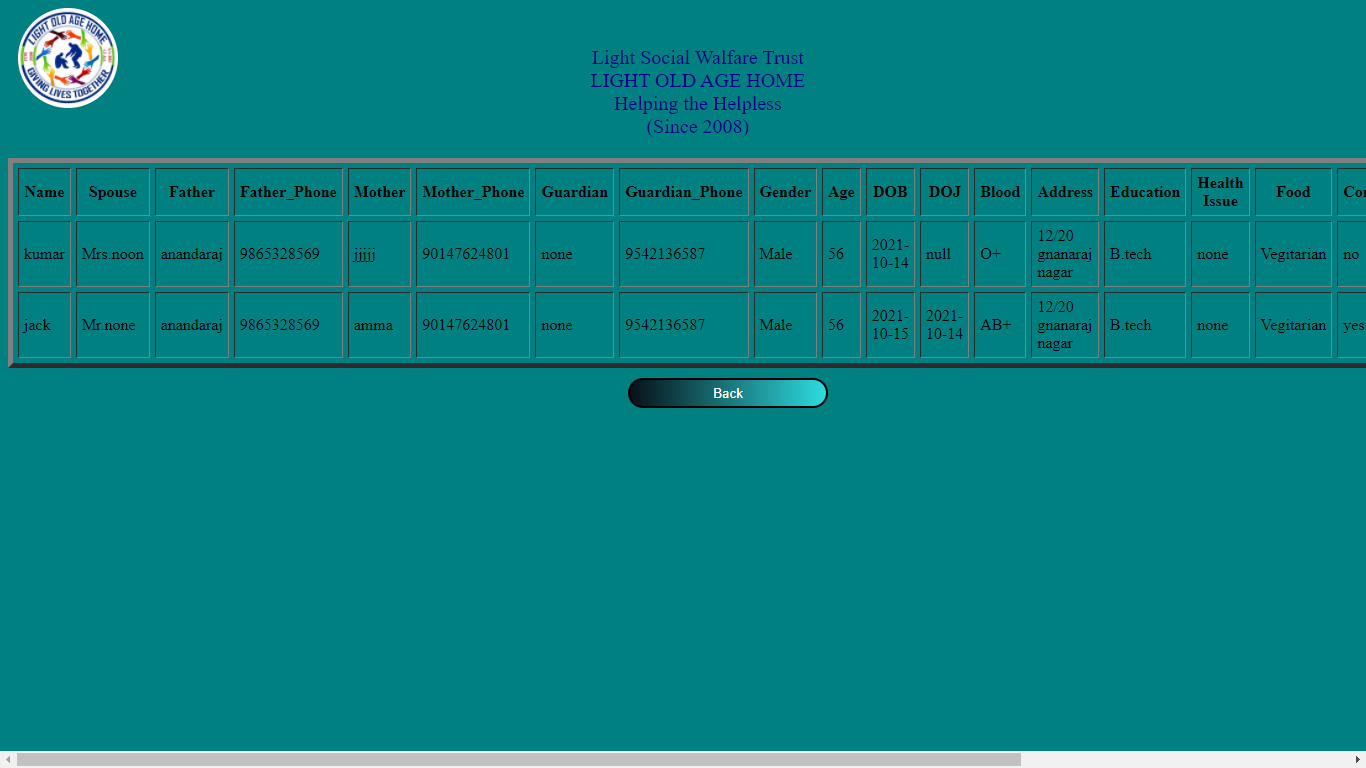 LIGHT OLD AGE HOME
GIVING LIVES TOGETHER
Light Social Walfare Trust
LIGHT OLD AGE HOME
Helping the Helpless
(Since 2008)
Name Spouse Father Father_Phone Mother Mother_Phone Guardian Guardian_Phone Gender Age DOB DOJ Blood Address Education Health Issue Food
kumar Mrs.noon anandaraj 9865328569 jjjjj 90147624801 none 9542136587 Male 56 2021-10-14 null O+ 12/20 gnanaraj nagar B.tech none Vegitarian no
jack Mr.none anandaraj 9865328569 amma 90147624801 none 9542136587 Male 56 2021-10-15 2021-10-14 AB+ 12/20 gnanaraj nagar B.tech none Vegitarian yes
Back